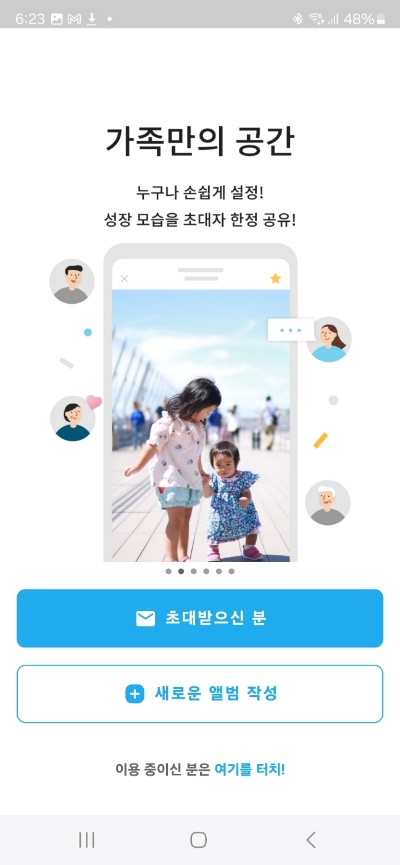 6:23
48%
가족만의 공간
누구나 손쉽게 설정!
성장 모습을 초대자 한정 공유!
초대받으신 분
새로운 앨범 작성
이용 중이신 분은 여기를 터치!